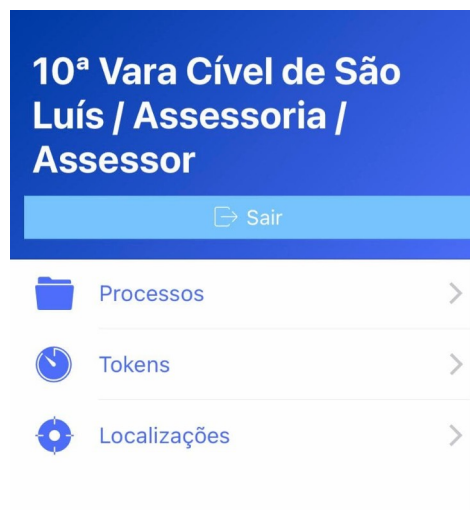 10ª Vara Cível de São
Luís / Assessoria /
Assessor
Sair
Processos
Tokens
Localizações